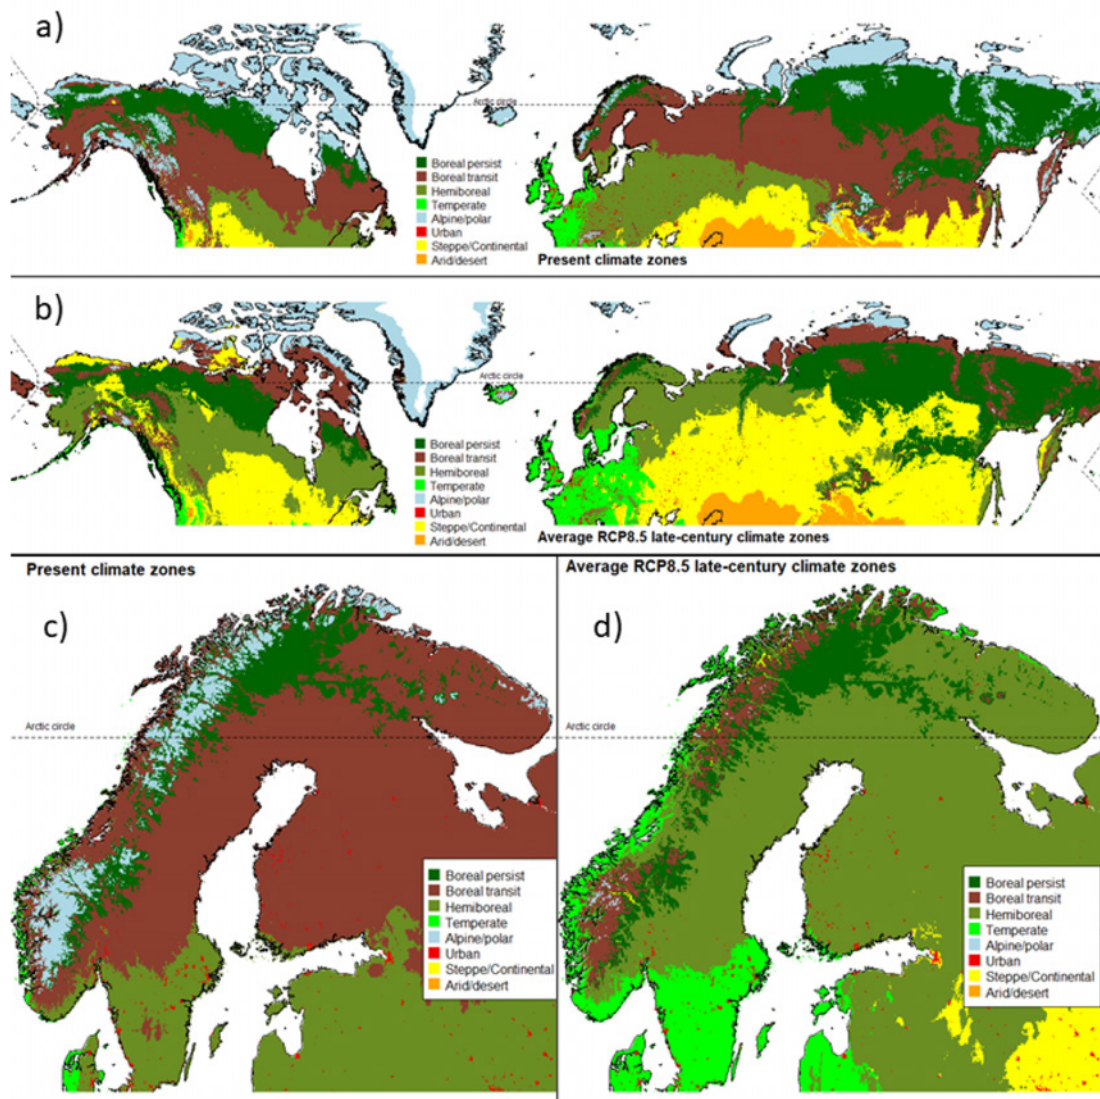 a)
Arctic circle
Boreal persist
Boreal transit
Hemiboreal
Temperate
Alpine/polar
Urban
Steppe/Continental
Arid/desert
Present climate zones
b)
Arctic circle
Boreal persist
Boreal transit
Hemiboreal
Temperate
Alpine/polar
Urban
Steppe/Continental
Arid/desert
Average RCP8.5 late-century climate zones
Present climate zones
c)
Arctic circle
Boreal persist
Boreal transit
Hemiboreal
Temperate
Alpine/polar
Urban
Steppe/Continental
Arid/desert
Average RCP8.5 late-century climate zones
d)
Arctic circle
Boreal persist
Boreal transit
Hemiboreal
Temperate
Alpine/polar
Urban
Steppe/Continental
Arid/desert